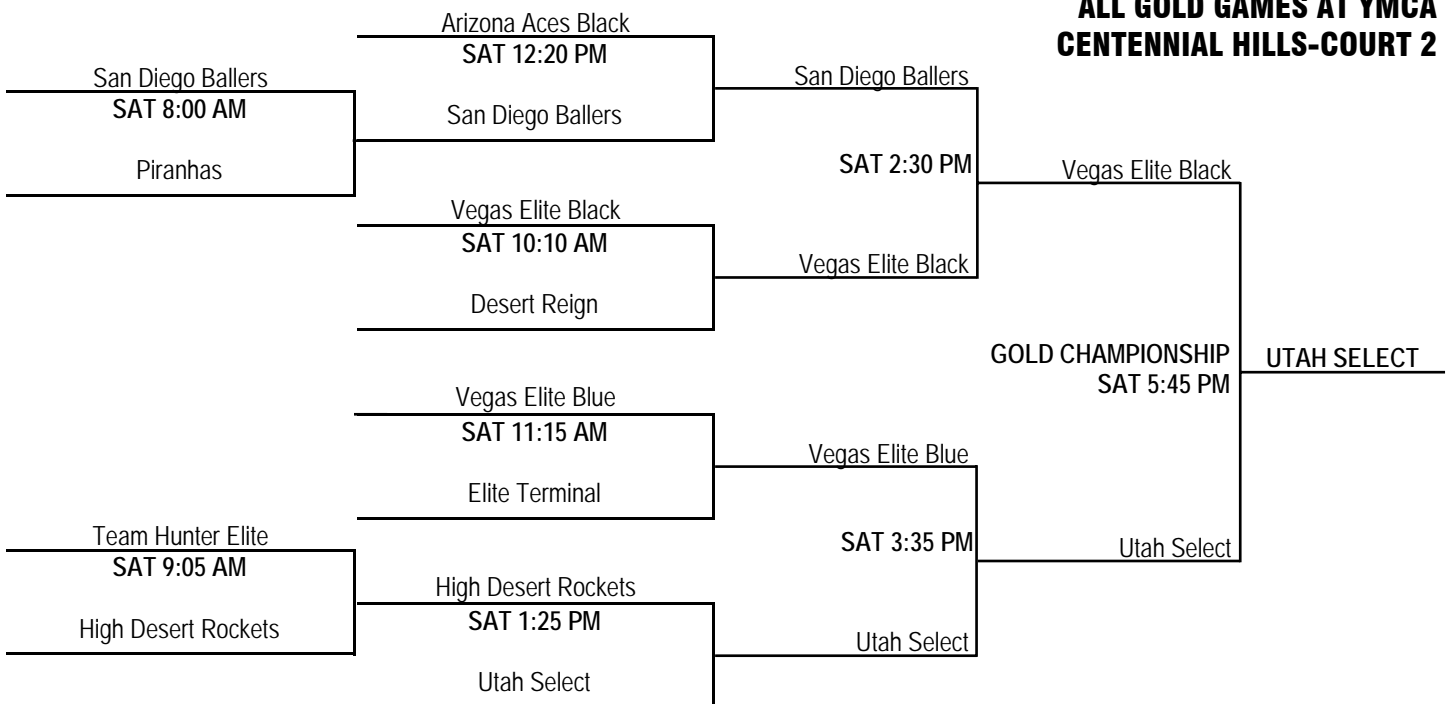 ALL GOLD GAMES AT YMCA
CENTENNIAL HILLS-COURT 2
San Diego Ballers
SAT 8:00 AM
Piranhas
Team Hunter Elite
SAT 9:05 AM
High Desert Rockets
Arizona Aces Black
SAT 12:20 PM
San Diego Ballers
Vegas Elite Black
SAT 10:10 AM
Desert Reign
Vegas Elite Blue
SAT 11:15 AM
Elite Terminal
High Desert Rockets
SAT 1:25 PM
Utah Select
San Diego Ballers
SAT 2:30 PM
Vegas Elite Black
Vegas Elite Blue
SAT 3:35 PM
Utah Select
Vegas Elite Black
GOLD CHAMPIONSHIP
SAT 5:45 PM
Utah Select
UTAH SELECT